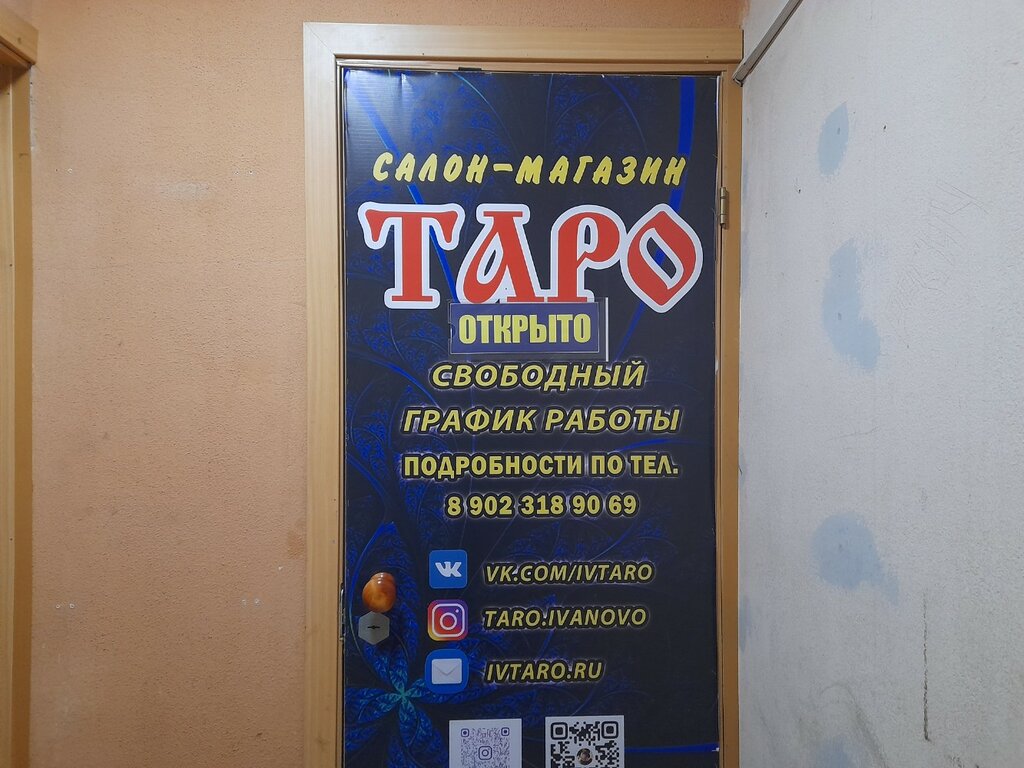 САЛОН-МАГАЗИН
ТАРО
ОТКРЫТО
СВОБОДНЫЙ
ГРАФИК РАБОТЫ
ПОДРОБНОСТИ ПО ТЕЛ.
8 902 318 90 69
VK.COM/IVTARO
TARO.IVANOVO
IVTARO.RU